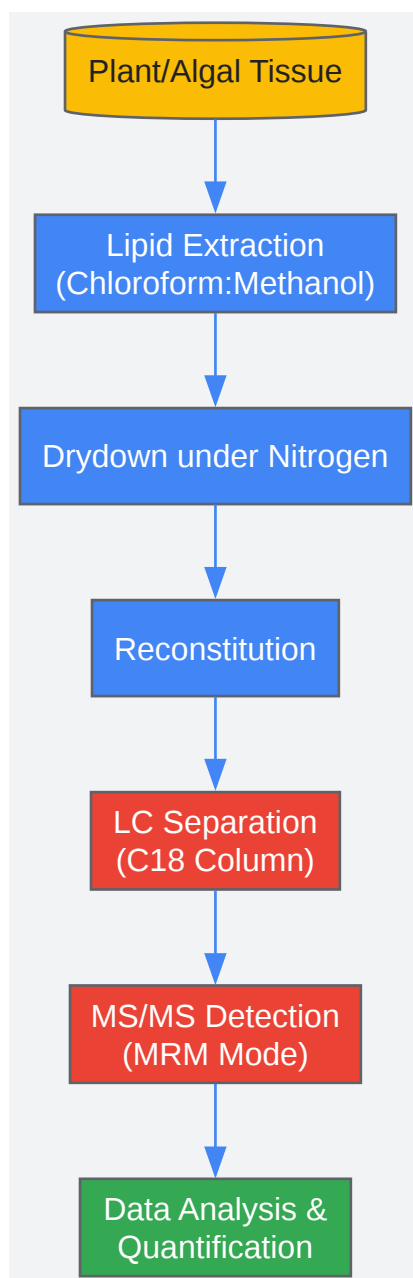 Plant/Algal Tissue
Lipid Extraction
(Chloroform:Methanol)
Drydown under Nitrogen
Reconstitution
LC Separation
(C18 Column)
MS/MS Detection
(MRM Mode)
Data Analysis &
Quantification